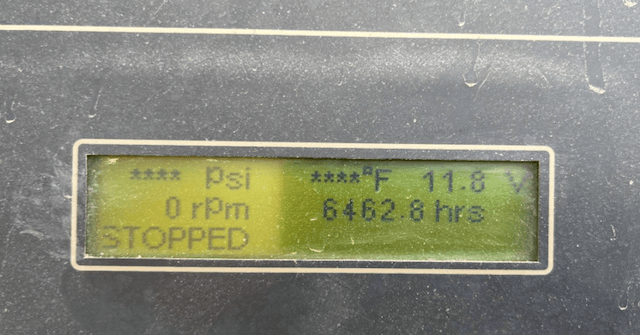 **** psi ****°F 11.8 V
0 rpm 6462.8 hrs
STOPPED